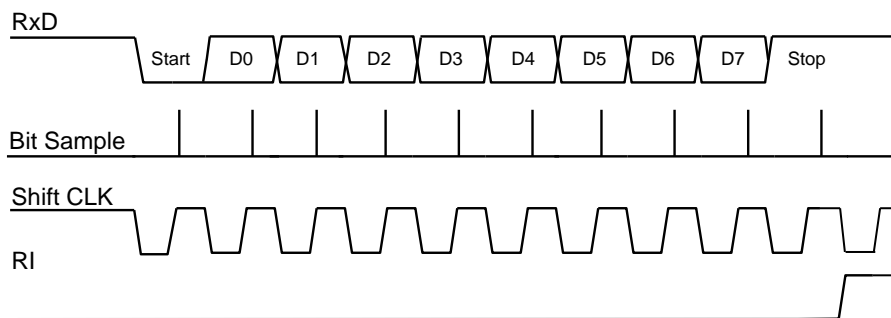 RxD
Start D0 D1 D2 D3 D4 D5 D6 D7 Stop
Bit Sample
Shift CLK
RI